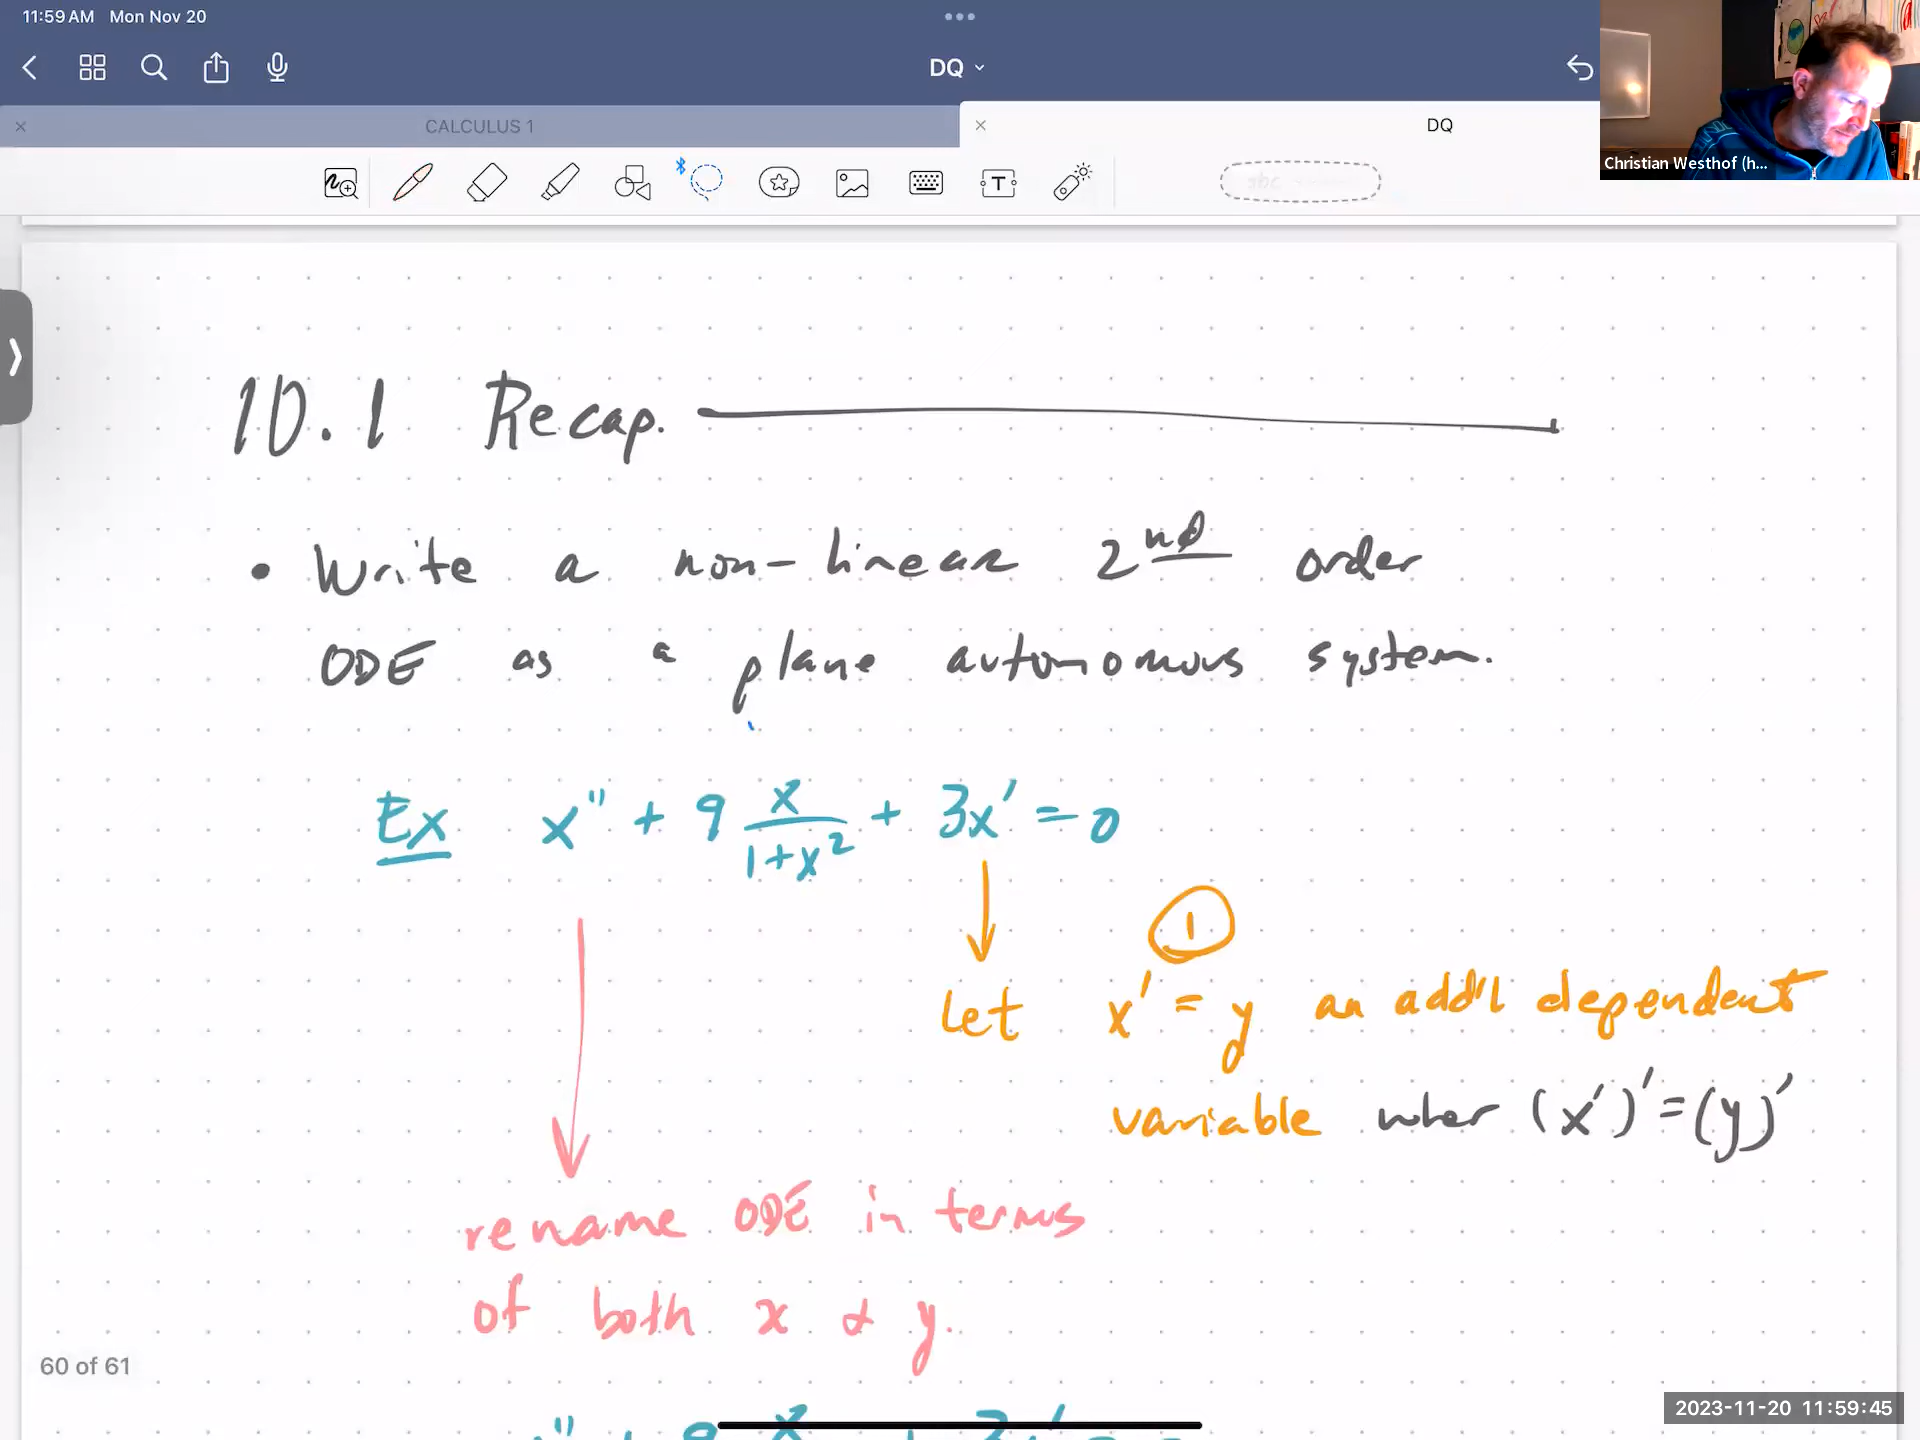 11:59 AM Mon Nov 20
DQ
CALCULUS 1
DQ
Christian Westhof (h...
T
10.1 Recap.
• Write a non-linear 2nd order
ODE as a plane autonomous system.
Ex x'' + 9 x/(1+x²) + 3x' = 0
①
Let x' = y an add'l dependent
variable wher (x')' = (y)'
rename ODE in terms
of both x & y.
60 of 61
2023-11-20 11:59:45